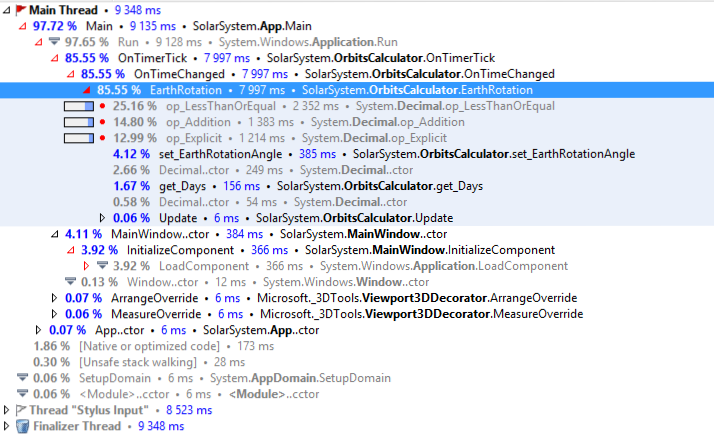 Main Thread • 9 348 ms
97.72 % Main • 9 135 ms • SolarSystem.App.Main
97.65 % Run • 9 128 ms • System.Windows.Application.Run
85.55 % OnTimerTick • 7 997 ms • SolarSystem.OrbitsCalculator.OnTimerTick
85.55 % OnTimeChanged • 7 997 ms • SolarSystem.OrbitsCalculator.OnTimeChanged
85.55 % EarthRotation • 7 997 ms • SolarSystem.OrbitsCalculator.EarthRotation
25.16 % op_LessThanOrEqual • 2 352 ms • System.Decimal.op_LessThanOrEqual
14.80 % op_Addition • 1 383 ms • System.Decimal.op_Addition
12.99 % op_Explicit • 1 214 ms • System.Decimal.op_Explicit
4.12 % set_EarthRotationAngle • 385 ms • SolarSystem.OrbitsCalculator.set_EarthRotationAngle
2.66 % Decimal..ctor • 249 ms • System.Decimal..ctor
1.67 % get_Days • 156 ms • SolarSystem.OrbitsCalculator.get_Days
0.58 % Decimal..ctor • 54 ms • System.Decimal..ctor
0.06 % Update • 6 ms • SolarSystem.OrbitsCalculator.Update
4.11 % MainWindow..ctor • 384 ms • SolarSystem.MainWindow..ctor
3.92 % InitializeComponent • 366 ms • SolarSystem.MainWindow.InitializeComponent
3.92 % LoadComponent • 366 ms • System.Windows.Application.LoadComponent
0.13 % Window..ctor • 12 ms • System.Windows.Window..ctor
0.07 % ArrangeOverride • 6 ms • Microsoft._3DTools.Viewport3DDecorator.ArrangeOverride
0.06 % MeasureOverride • 6 ms • Microsoft._3DTools.Viewport3DDecorator.MeasureOverride
0.07 % App..ctor • 6 ms • SolarSystem.App..ctor
1.86 % [Native or optimized code] • 173 ms
0.30 % [Unsafe stack walking] • 28 ms
0.06 % SetupDomain • 6 ms • System.AppDomain.SetupDomain
0.06 % <Module>..cctor • 6 ms • <Module>..cctor
Thread "Stylus Input" • 8 523 ms
Finalizer Thread • 9 348 ms